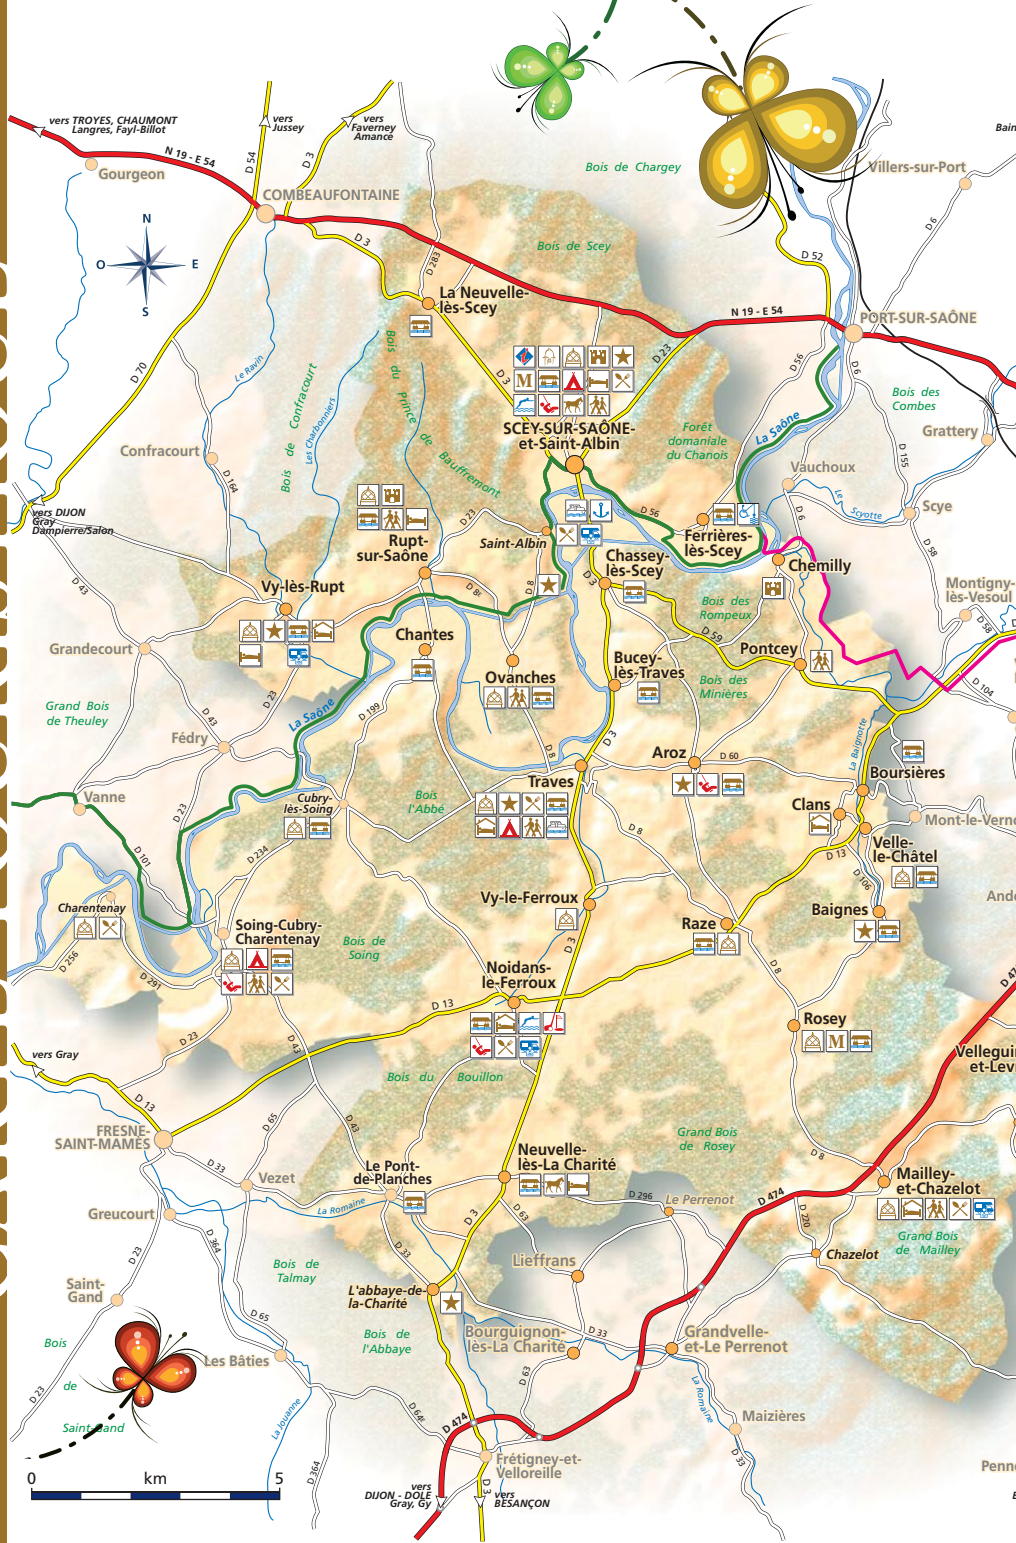 vers TROYES, CHAUMONT
Langres, Fayl-Billot
vers
Jussey
vers
Faverney
Amance
Bois de Chargey
Villers-sur-Port
Gourgeon
N 19 - E 54
D 54
D 3
COMBEAUFONTAINE
N
O
E
S
D 3
D 283
Bois de Scey
D 52
D 6
La Neuvelle-
lès-Scey
N 19 - E 54
PORT-SUR-SAÔNE
D 70
Le Ravin
Bois de Confracourt
Les Charbonniers
Bois du Prince de Bauffremont
D 3
D 23
D 56
D 6
Bois des
Combes
M
SCEY-SUR-SAÔNE-
et-Saint-Albin
Forêt
domaniale
du Chanois
La Saône
Grattery
D 155
Confracourt
D 164
Vauchoux
Le Scyotte
Scye
vers DIJON
Gray
Dampierre/Salon
D 23
D 56
D 6
Rupt-
sur-Saône
Saint-Albin
Ferrières-
lès-Scey
D 58
Chassey-
lès-Scey
Chemilly
D 43
Vy-lès-Rupt
D 8
D 3
Montigny-
lès-Vesoul
Bois des
Rompeux
D 58
Chantes
D 59
Grandecourt
Pontcey
Bucey-
lès-Traves
Ovanches
Bois des
Minières
D 104
Grand Bois
de Theuley
D 23
D 43
La Saône
D 199
Fédry
D 8
D 3
La Baignotte
Aroz
D 60
Boursières
Traves
Vanne
Cubry-
lès-Soing
Bois
l'Abbé
Clans
Mont-le-Verno
D 23
D 101
D 234
D 8
D 13
Velle-
le-Châtel
D 106
Charentenay
Vy-le-Ferroux
Raze
Baignes
D 256
Soing-Cubry-
Charentenay
Bois de
Soing
D 3
D 291
Noidans-
le-Ferroux
D 8
D 13
D 23
D 43
Rosey
M
vers Gray
Bois du Bouillon
D 13
D 65
D 43
FRESNE-
SAINT-MAMÈS
Grand Bois
de Rosey
D 8
D 33
Vezet
Le Pont-
de-Planches
Neuvelle-
lès-La Charité
Mailley-
et-Chazelot
Greucourt
La Romaine
D 296
Le Perrenot
D 474
D 220
D 3
D 63
D 364
D 23
D 33
Grand Bois
de Mailley
Lieffrans
Chazelot
Bois de
Talmay
Saint-
Gand
L'abbaye-de-
la-Charité
D 65
Bois de
l'Abbaye
Bourguignon-
lès-La Charité
D 33
Grandvelle-
et-Le Perrenot
Bois
de
Saint-Gand
Les Bâties
D 63
D 23
La Jouanne
La Romaine
D 474
Maizières
D 33
Frétigney-et-
Velloreille
D 364
D 3
0
km
5
vers
DIJON - DOLE
Gray, Gy
vers
BESANÇON